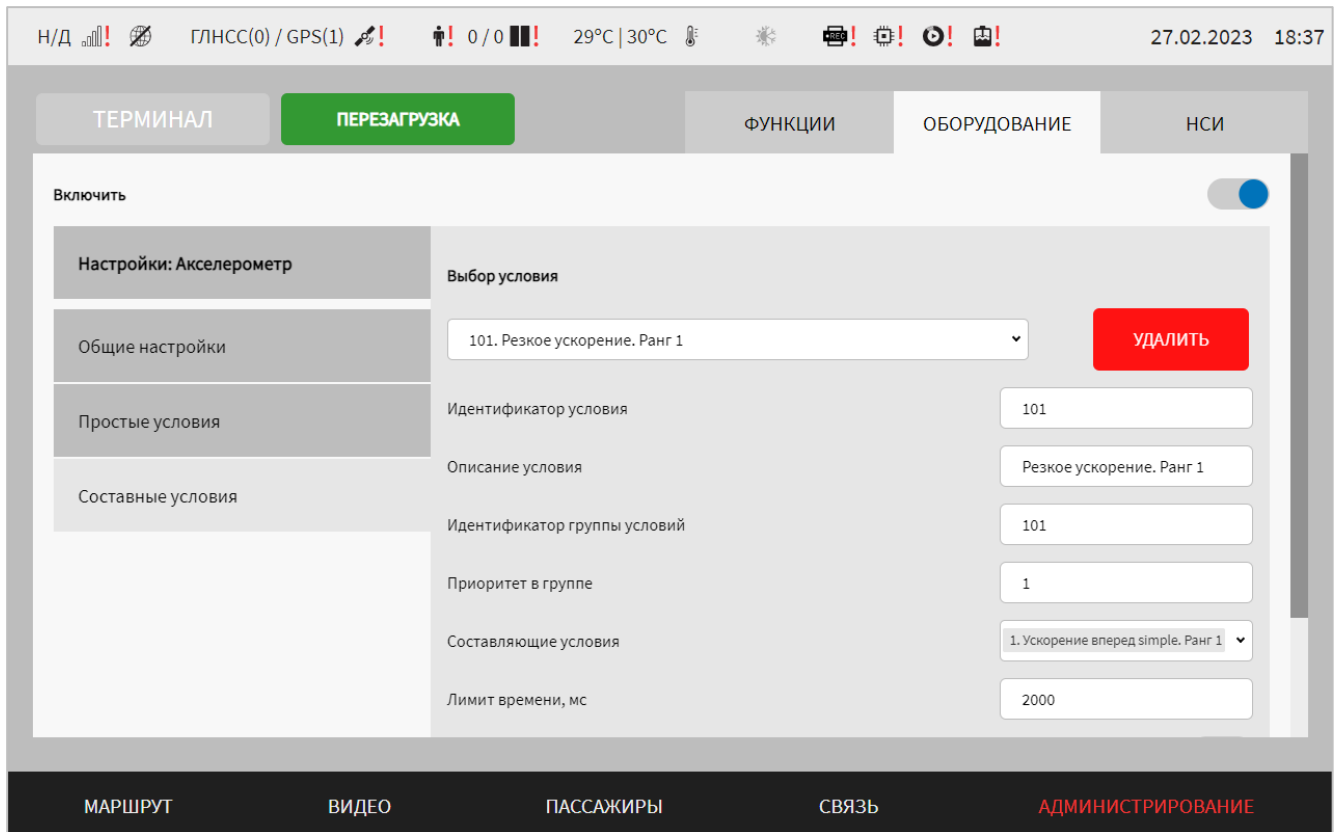 Н/Д ! ГЛНСС(0) / GPS(1) ! ! 0 / 0 ! 29°C | 30°C REC ! ! ! ! 27.02.2023 18:37
ТЕРМИНАЛ ПЕРЕЗАГРУЗКА ФУНКЦИИ ОБОРУДОВАНИЕ НСИ
Включить
Настройки: Акселерометр
Общие настройки
Простые условия
Составные условия
Выбор условия
101. Резкое ускорение. Ранг 1 УДАЛИТЬ
Идентификатор условия 101
Описание условия Резкое ускорение. Ранг 1
Идентификатор группы условий 101
Приоритет в группе 1
Составляющие условия 1. Ускорение вперед simple. Ранг 1
Лимит времени, мс 2000
МАРШРУТ ВИДЕО ПАССАЖИРЫ СВЯЗЬ АДМИНИСТРИРОВАНИЕ